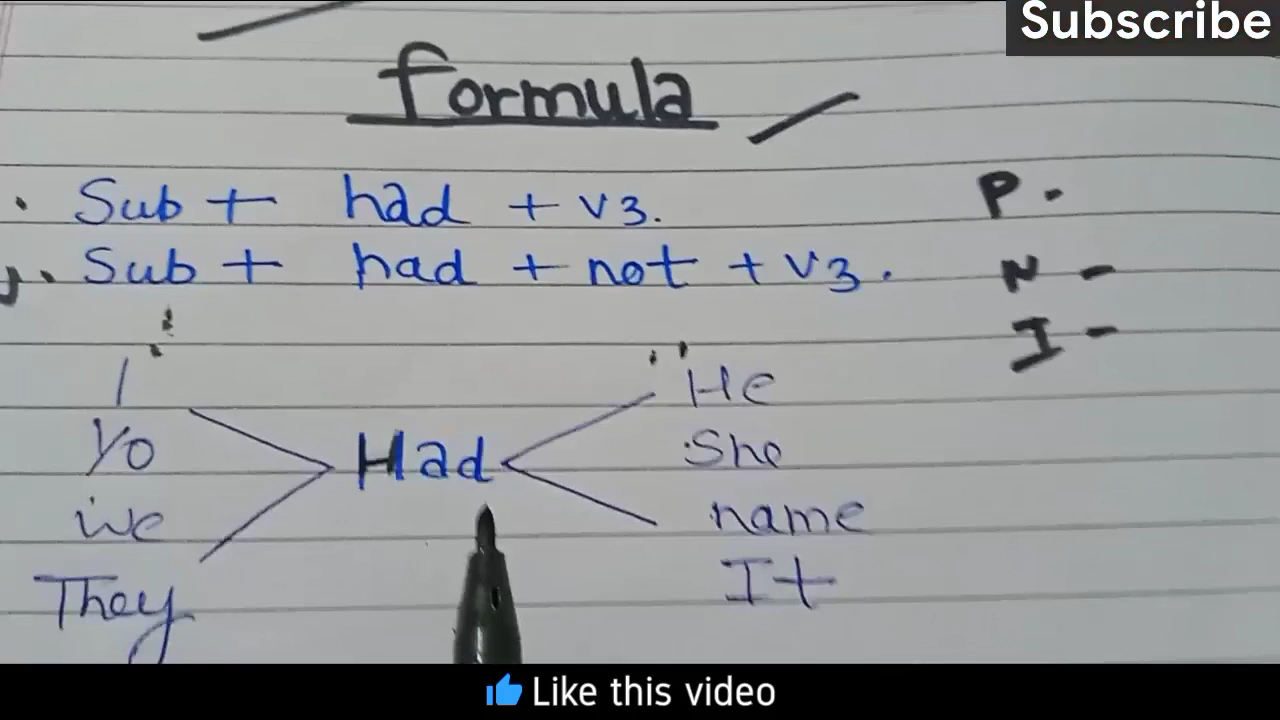 Subscribe
formula
. Sub + had + v3.
P.
. Sub + had + not + v3.
N -
I -
I
He
Yo
Had
She
we
name
They
It
Like this video